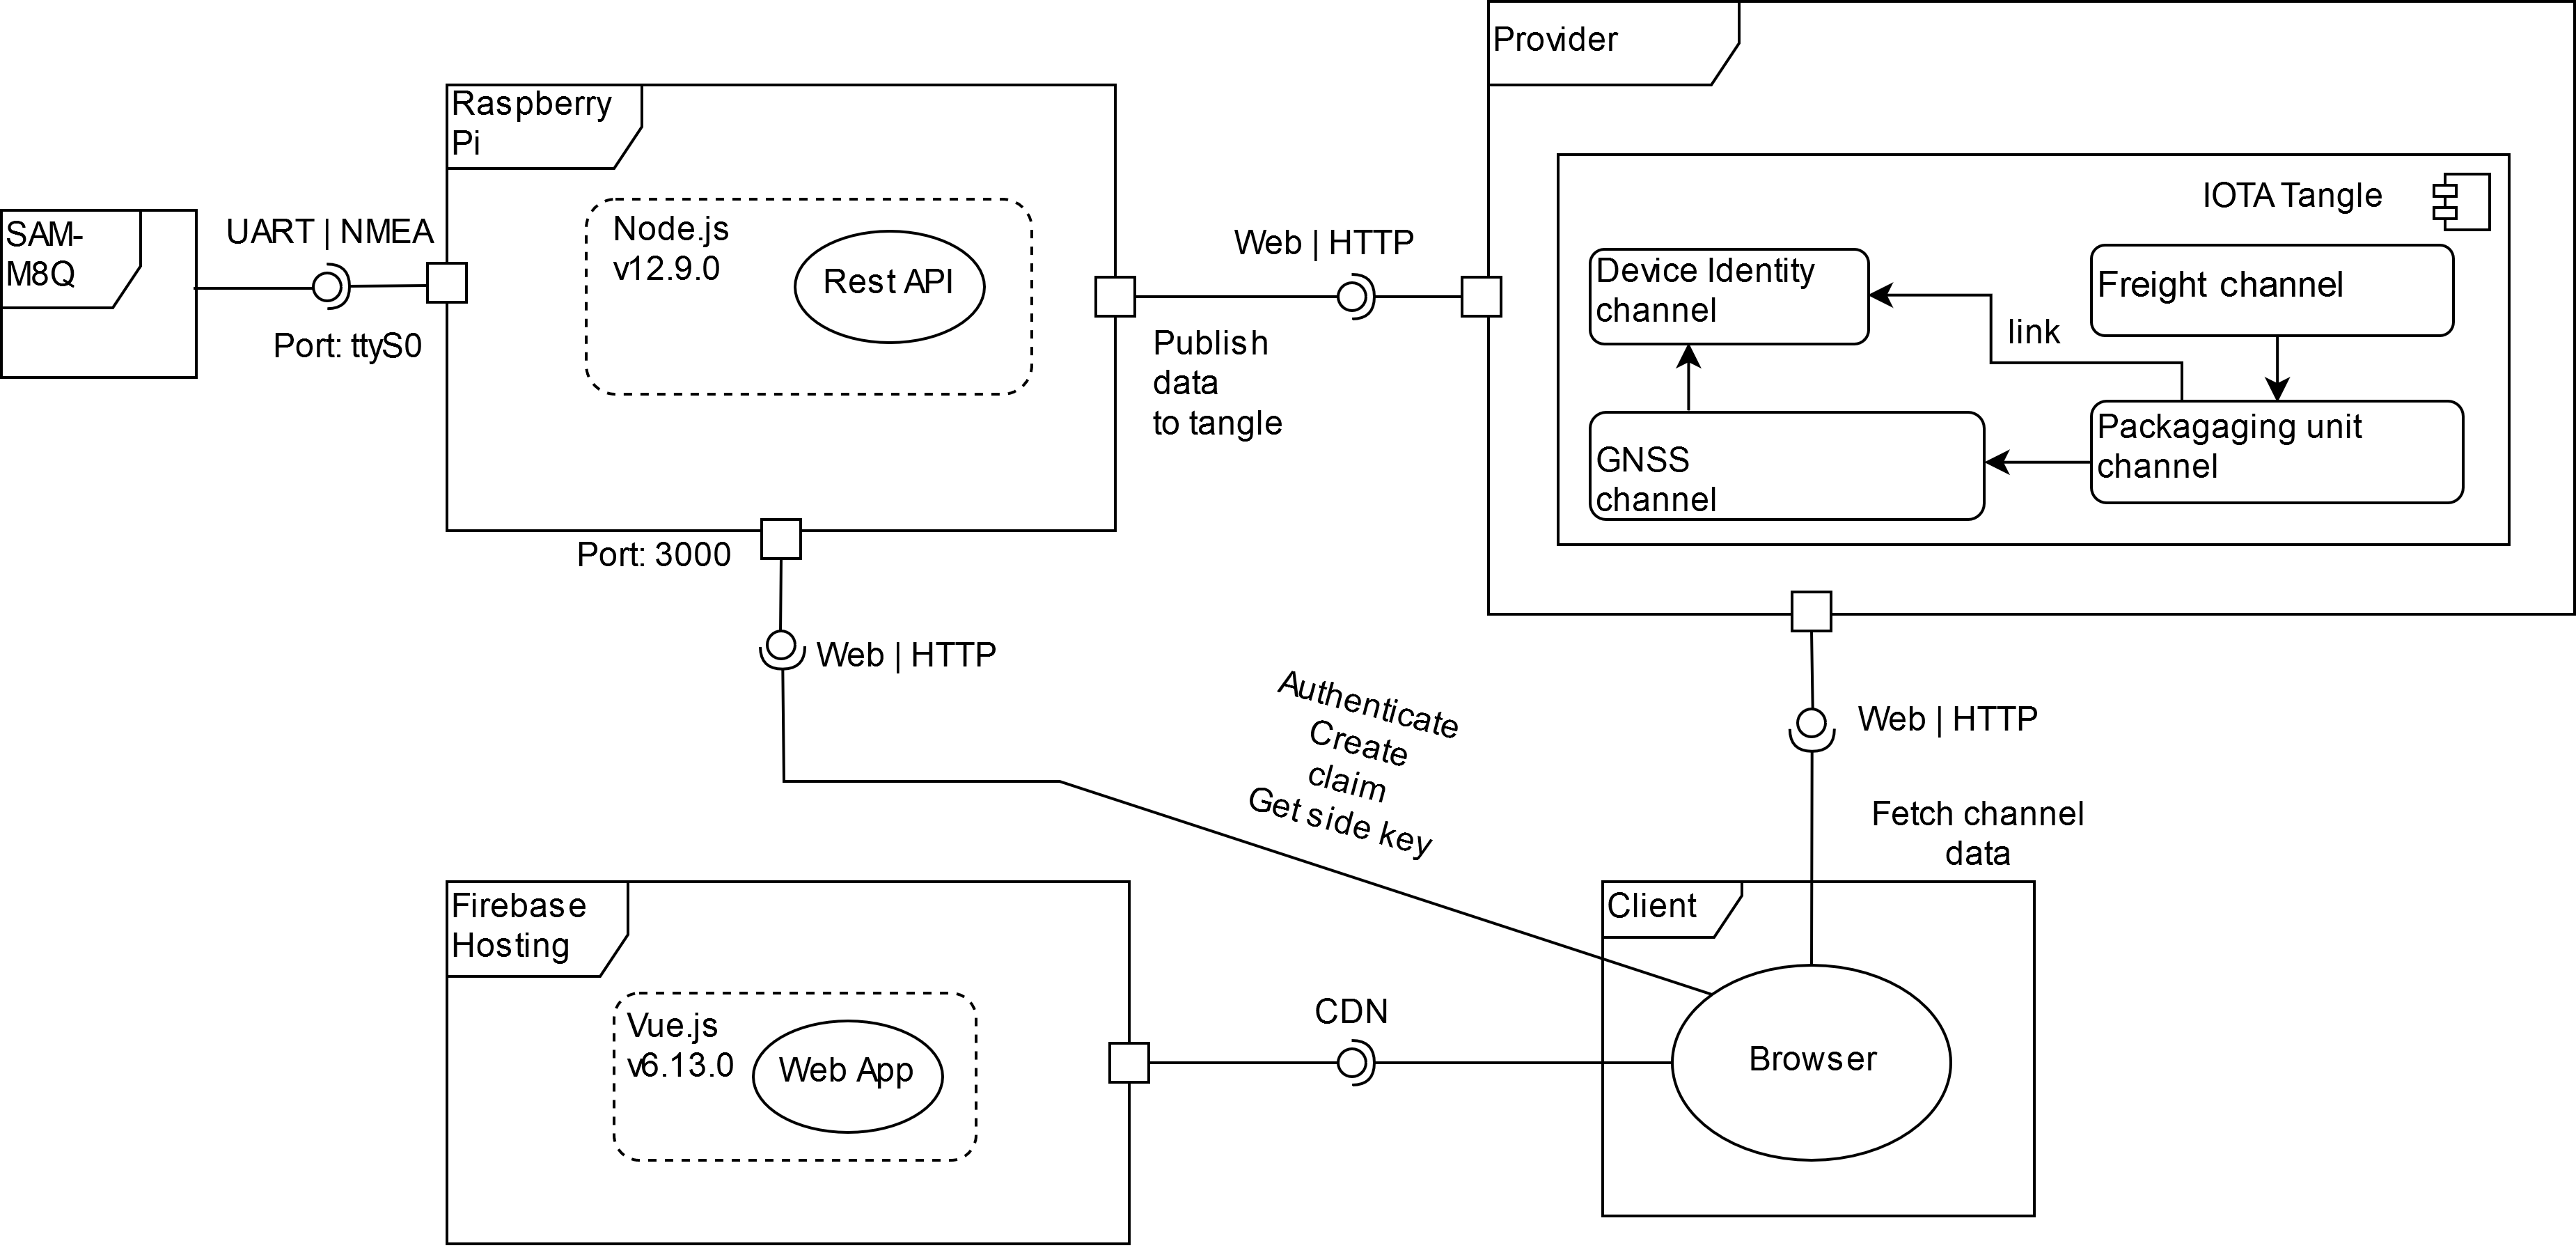 Provider
Raspberry
Pi
IOTA Tangle
SAM-
M8Q
UART | NMEA
Port: ttyS0
Node.js
v12.9.0
Rest API
Web | HTTP
Publish
data
to tangle
Device Identity
channel
link
Freight channel
GNSS
channel
Packagaging unit
channel
Port: 3000
Web | HTTP
Authenticate
Create
claim
Get side key
Web | HTTP
Fetch channel
data
Firebase
Hosting
Vue.js
v6.13.0
Web App
CDN
Client
Browser